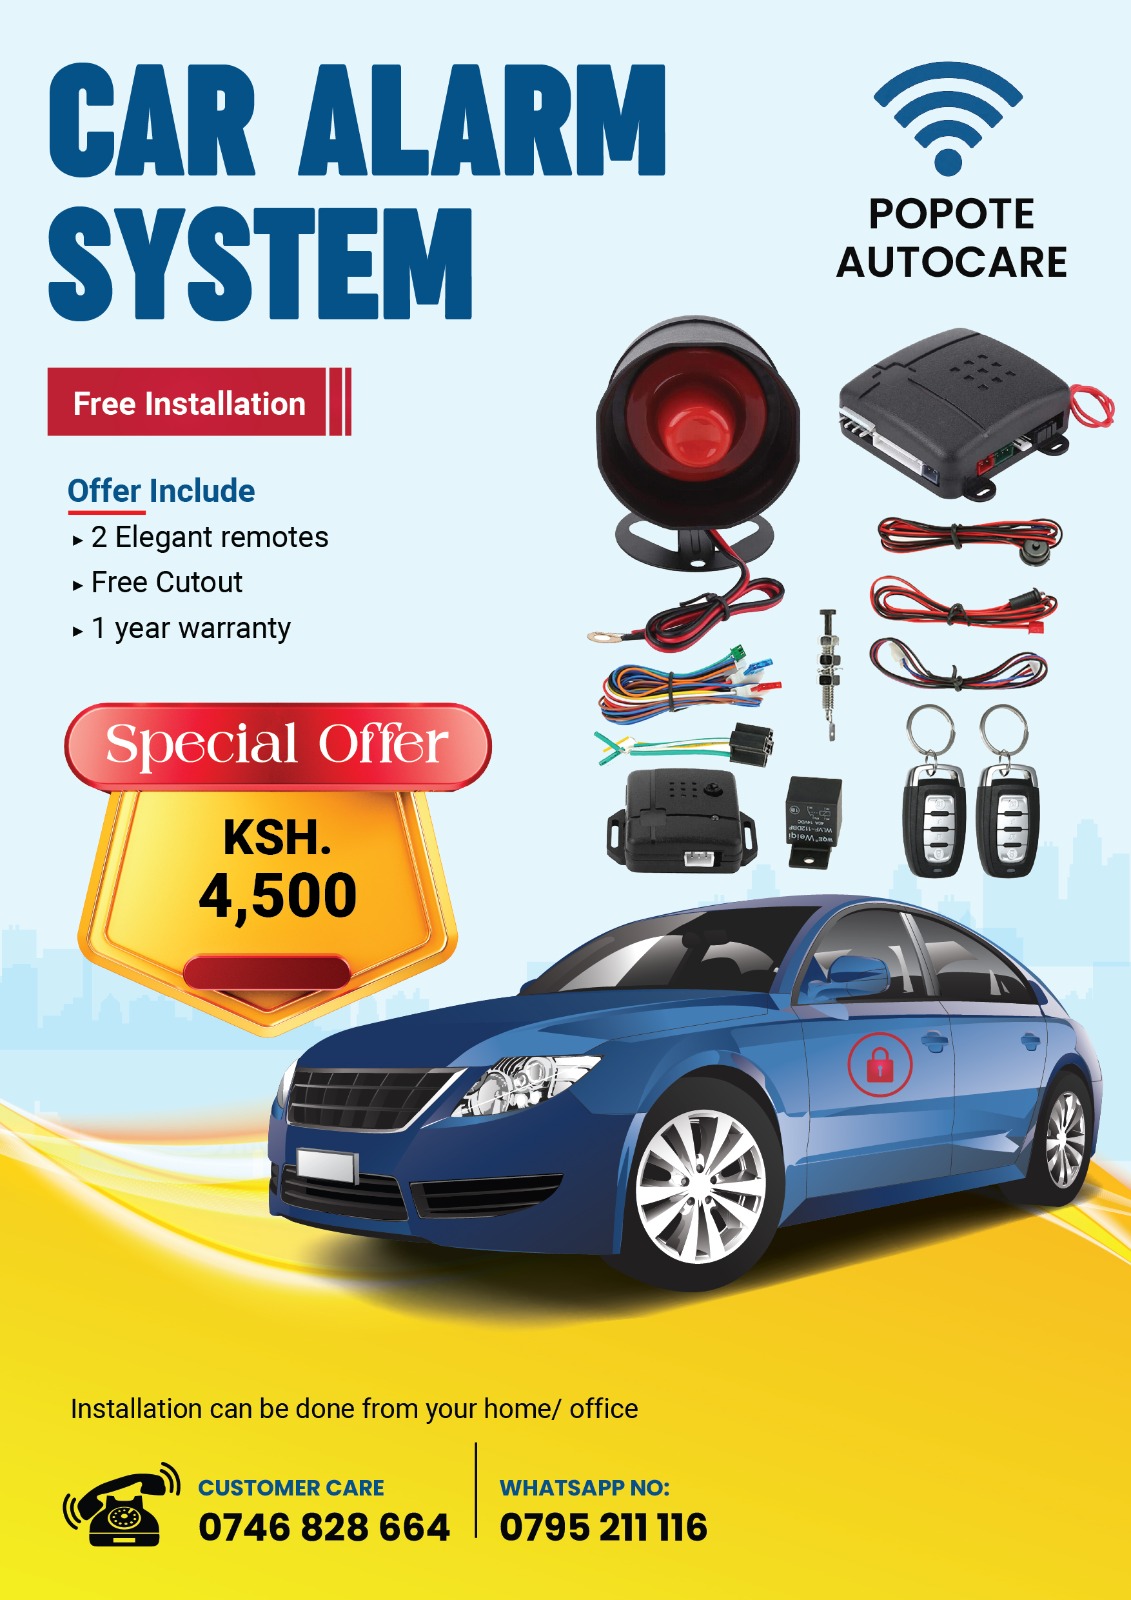 CAR ALARM
SYSTEM
POPOTE
AUTOCARE
Free Installation
Offer Include
▸ 2 Elegant remotes
▸ Free Cutout
▸ 1 year warranty
Special Offer
KSH.
4,500
Installation can be done from your home/ office
CUSTOMER CARE
0746 828 664
WHATSAPP NO:
0795 211 116